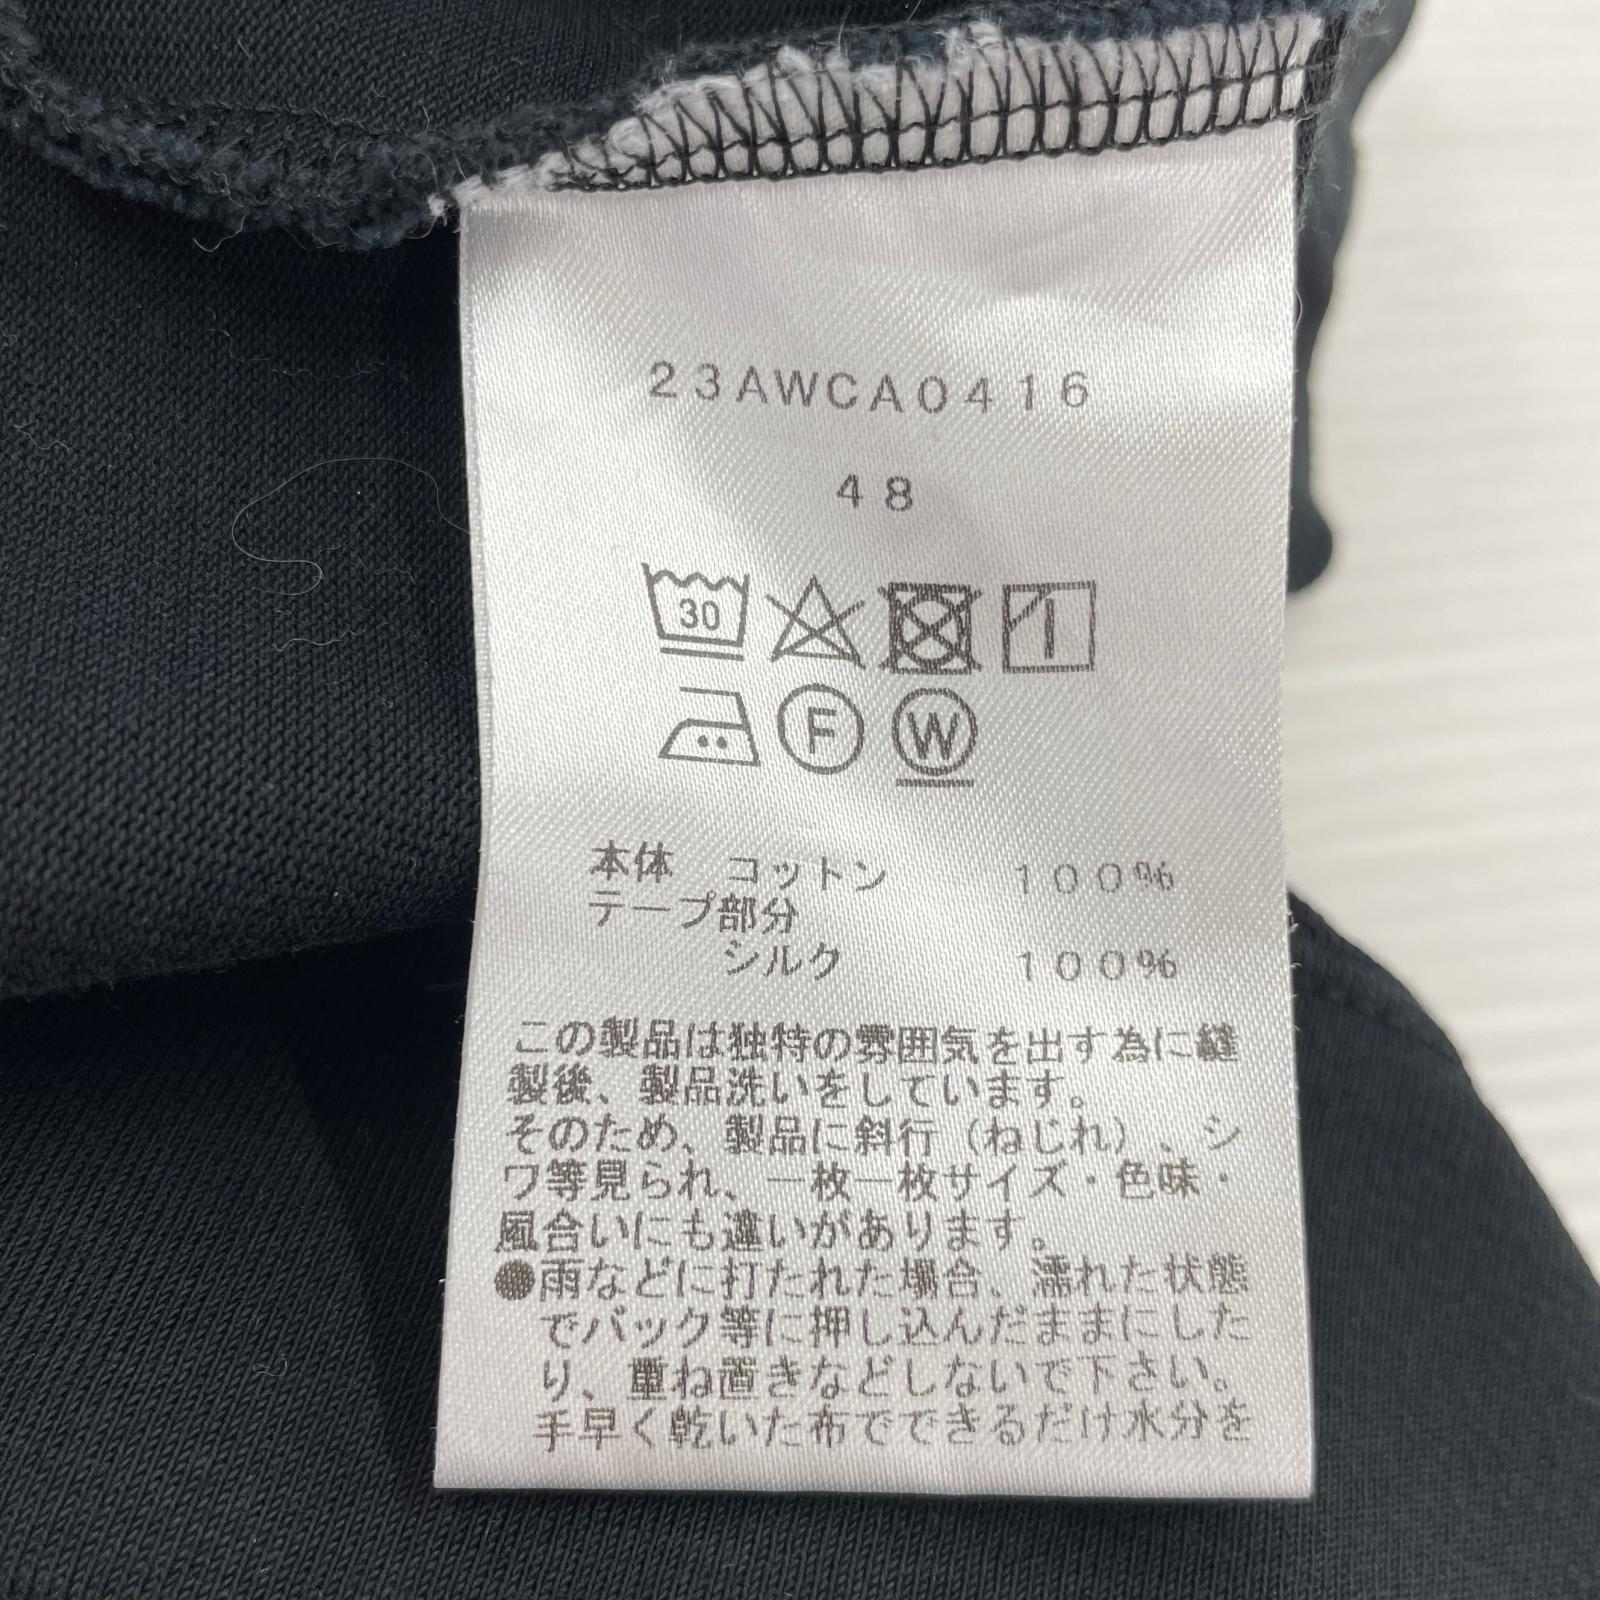 23AWCA0416
48
30
F W
本体 コットン 100%
テープ部分
シルク 100%
この製品は独特の雰囲気を出す為に縫
製後、製品洗いをしています。
そのため、製品に斜行（ねじれ）、シ
ワ等見られ、一枚一枚サイズ・色味・
風合いにも違いがあります。
●雨などに打たれた場合、濡れた状態
でバック等に押し込んだままにした
り、重ね置きなどしないで下さい。
手早く乾いた布でできるだけ水分を